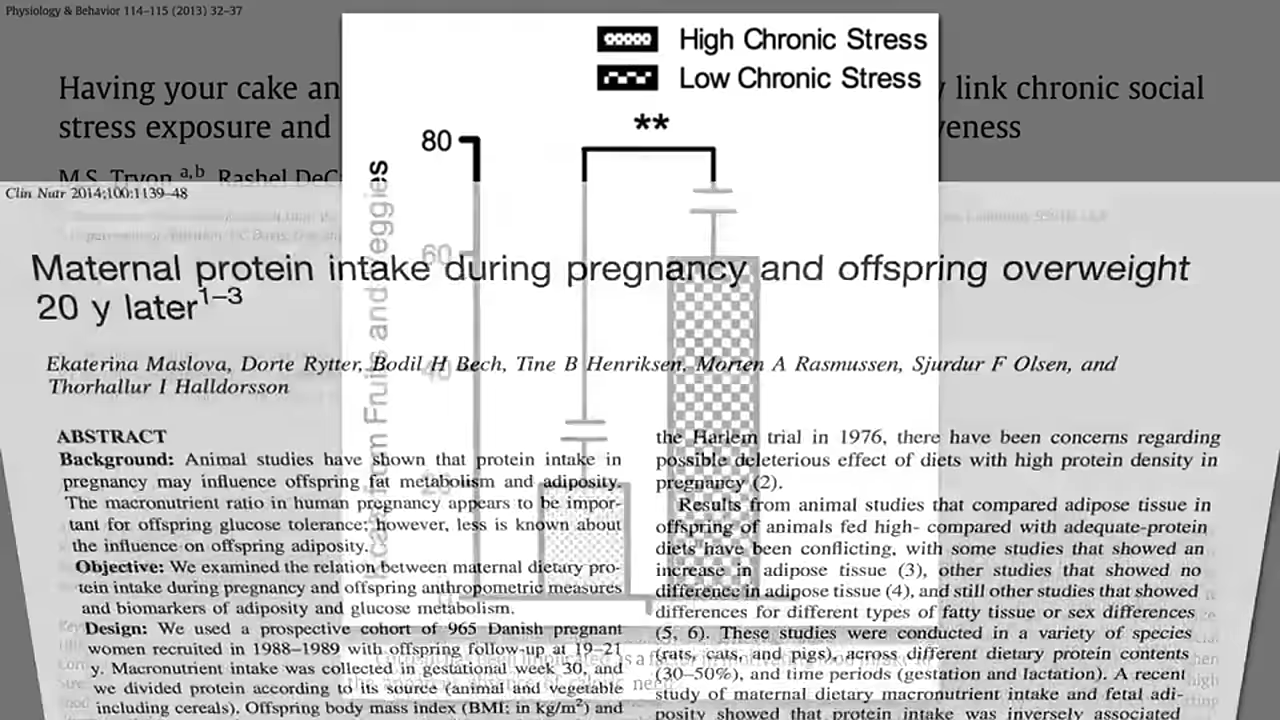 Physiology & Behavior 114–115 (2013) 32–37
High Chronic Stress
Low Chronic Stress
Having your cake an
link chronic social
stress exposure and
veness
**
80
M.S. Tryon a,b Rashel DeC
Clin Nutr 2014;100:1139–48
60
Fruits and Veggies
Maternal protein intake during pregnancy and offspring overweight
20 y later1–3
40
Ekaterina Maslova, Dorte Rytter, Bodil H Bech, Tine B Henriksen, Morten A Rasmussen, Sjurdur F Olsen, and
Thorhallur I Halldorsson
20
ABSTRACT
Background: Animal studies have shown that protein intake in
pregnancy may influence offspring fat metabolism and adiposity.
The macronutrient ratio in human pregnancy appears to be impor-
tant for offspring glucose tolerance; however, less is known about
the influence on offspring adiposity.
Objective: We examined the relation between maternal dietary pro-
tein intake during pregnancy and offspring anthropometric measures
and biomarkers of adiposity and glucose metabolism.
Design: We used a prospective cohort of 965 Danish pregnant
women recruited in 1988–1989 with offspring follow-up at 19–21
y. Macronutrient intake was collected in gestational week 30, and
we divided protein according to its source (animal and vegetable
including cereals). Offspring body mass index (BMI; in kg/m²) and
the Harlem trial in 1976, there have been concerns regarding
possible deleterious effect of diets with high protein density in
pregnancy (2).
Results from animal studies that compared adipose tissue in
offspring of animals fed high- compared with adequate-protein
diets have been conflicting, with some studies that showed an
increase in adipose tissue (3), other studies that showed no
difference in adipose tissue (4), and still other studies that showed
differences for different types of fatty tissue or sex differences
(5, 6). These studies were conducted in a variety of species
(rats, cats, and pigs), across different dietary protein contents
(30–50%), and time periods (gestation and lactation). A recent
study of maternal dietary macronutrient intake and fetal adi-
posity showed that protein intake was inversely associated